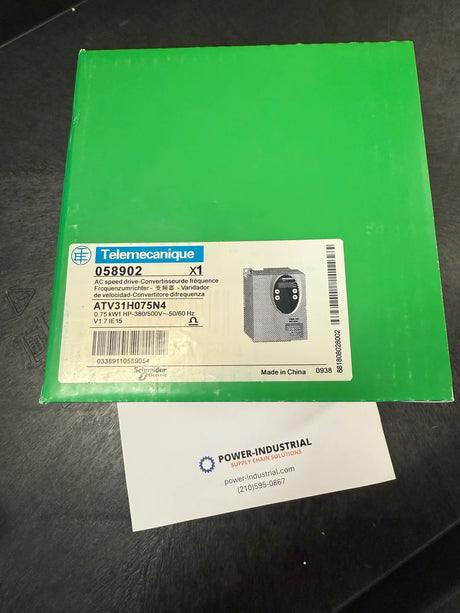 Telemecanique
058902 X1
AC speed drive-Convertisseurde fréquence
Frequenzumrichter - 变频器 - Variador
de velocidad-Convertitore difrequenza
ATV31H075N4
0.75 kW1 HP-380/500V~-50/60 Hz
V1.7 IE15
03389110589054
Schneider
Electric
Made in China 0938
881808028002
POWER-INDUSTRIAL
SUPPLY CHAIN SOLUTIONS
power-industrial.com
(210)595-0867